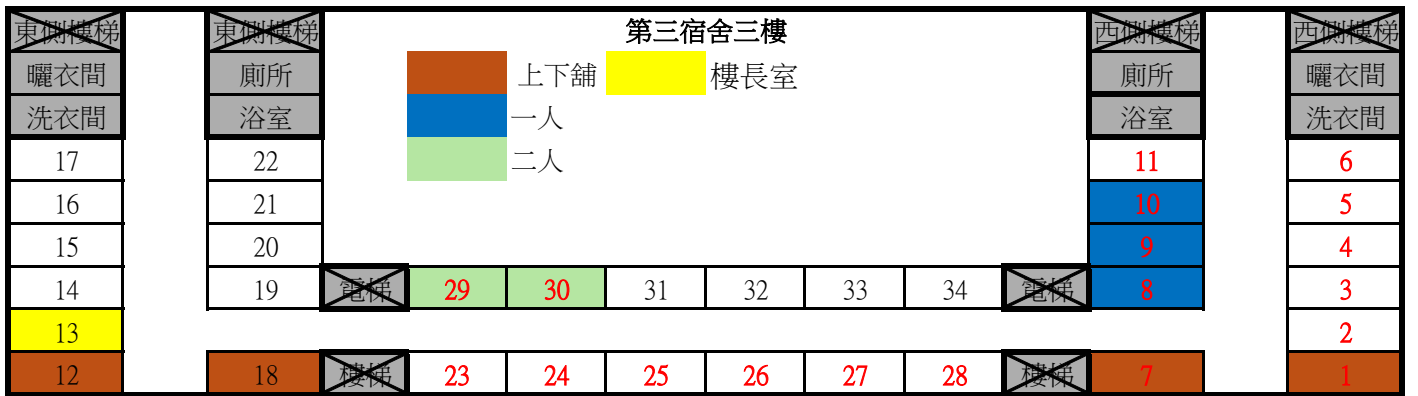 東側樓梯 東側樓梯 第三宿舍三樓 西側樓梯 西側樓梯
曬衣間 廁所 上下舖 樓長室 廁所 曬衣間
洗衣間 浴室 一人 浴室 洗衣間
17 22 二人 11 6
16 21 10 5
15 20 9 4
14 19 電梯 29 30 31 32 33 34 電梯 8 3
13 2
12 18 樓梯 23 24 25 26 27 28 樓梯 7 1